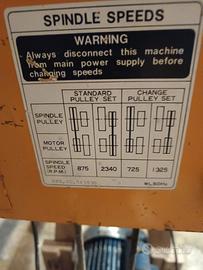 SPINDLE SPEEDS
WARNING
Always disconnect this machine
from main power supply before
changing speeds
STANDARD PULLEY SET
CHANGE PULLEY SET
SPINDLE PULLEY
MOTOR PULLEY
SPINDLE SPEED (R.P.M.)
875 2340 725 1325
subito